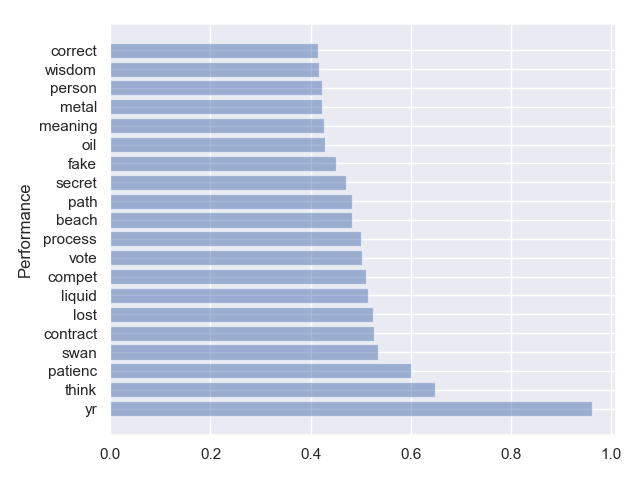 correct
wisdom
person
metal
meaning
oil
fake
secret
path
beach
process
vote
compet
liquid
lost
contract
swan
patienc
think
yr
Performance
0.0 0.2 0.4 0.6 0.8 1.0